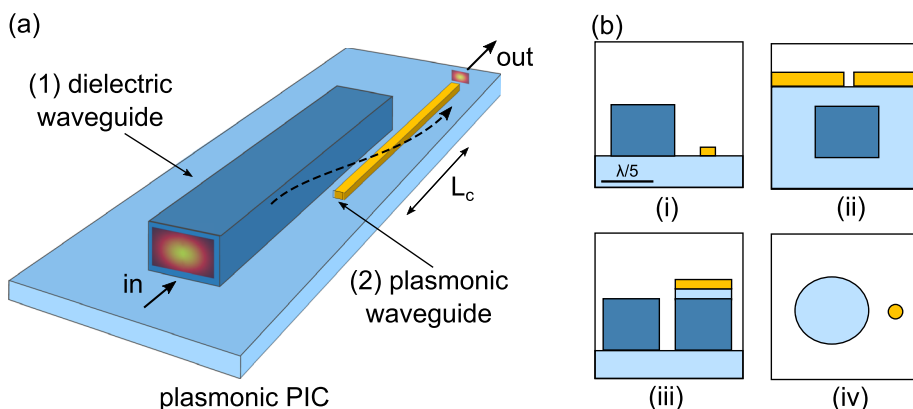 (a)
(1) dielectric
waveguide
out
L_c
in
(2) plasmonic
waveguide
plasmonic PIC
(b)
λ/5
(i)
(ii)
(iii)
(iv)